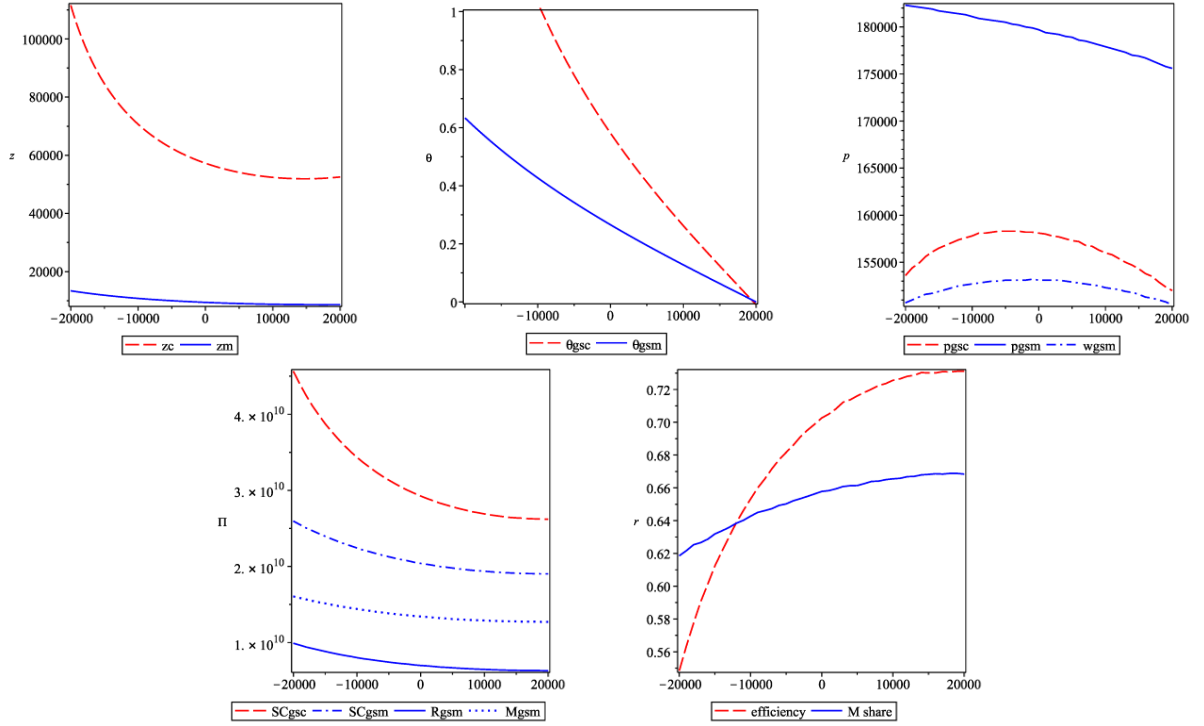 100000
80000
z
60000
40000
20000
−20000 −10000 0 10000 20000
zc zm
1
0.8
0.6
θ
0.4
0.2
0
−10000 0 10000 20000
θgsc θgsm
180000
175000
170000
p
165000
160000
155000
−20000 −10000 0 10000 20000
pgsc pgsm wgsm
4. × 10^10
3. × 10^10
Π
2. × 10^10
1. × 10^10
−20000 −10000 0 10000 20000
SCgsc SCgsm Rgsm Mgsm
0.72
0.70
0.68
0.66
r
0.64
0.62
0.60
0.58
0.56
−20000 −10000 0 10000 20000
efficiency M share